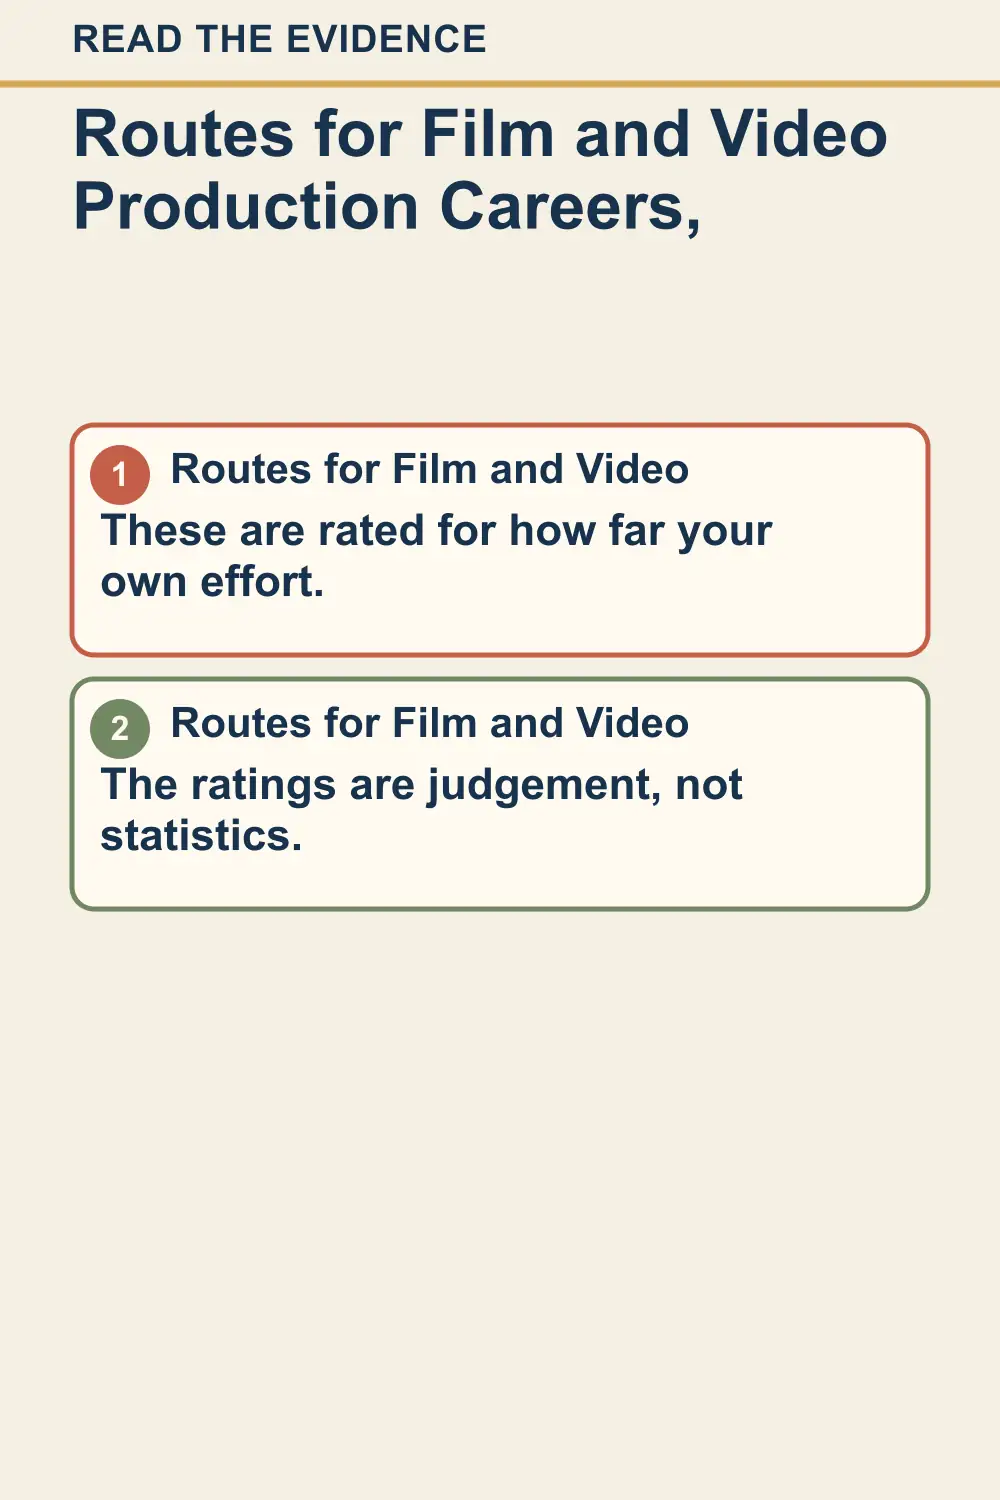 READ THE EVIDENCE
Routes for Film and Video
Production Careers,
1
Routes for Film and Video
These are rated for how far your
own effort.
2
Routes for Film and Video
The ratings are judgement, not
statistics.